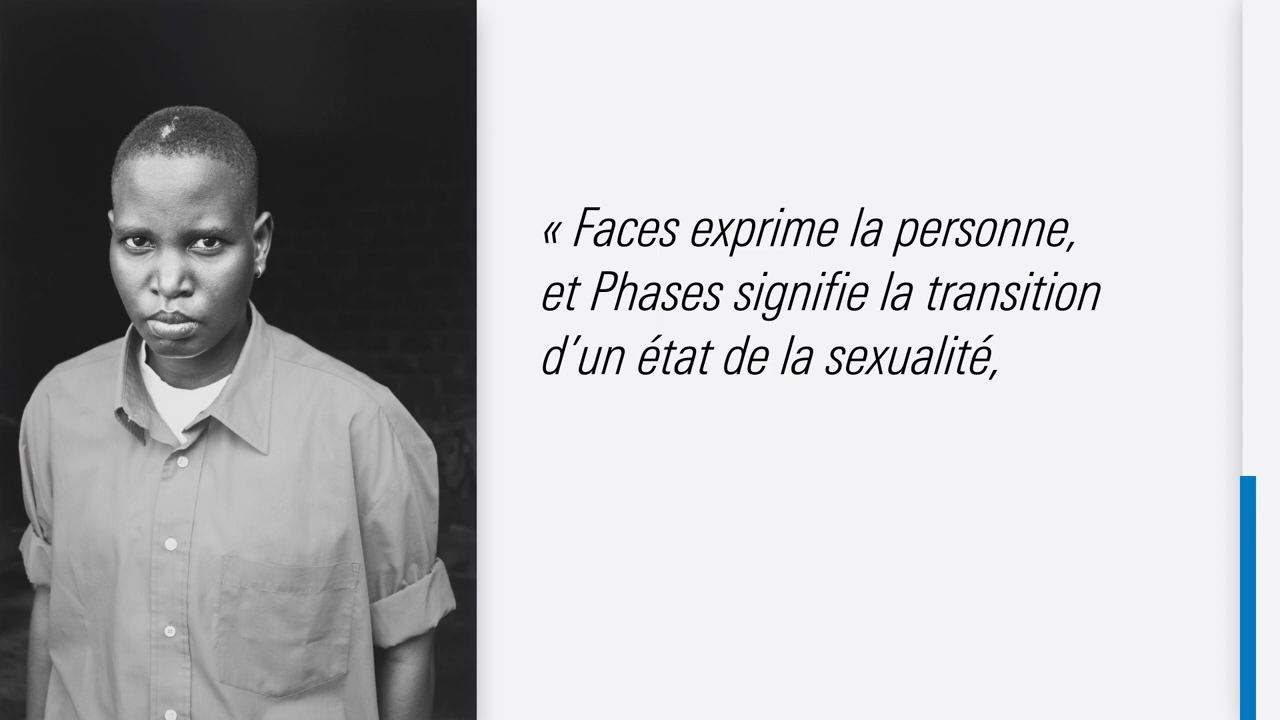 « Faces exprime la personne,
et Phases signifie la transition
d’un état de la sexualité,